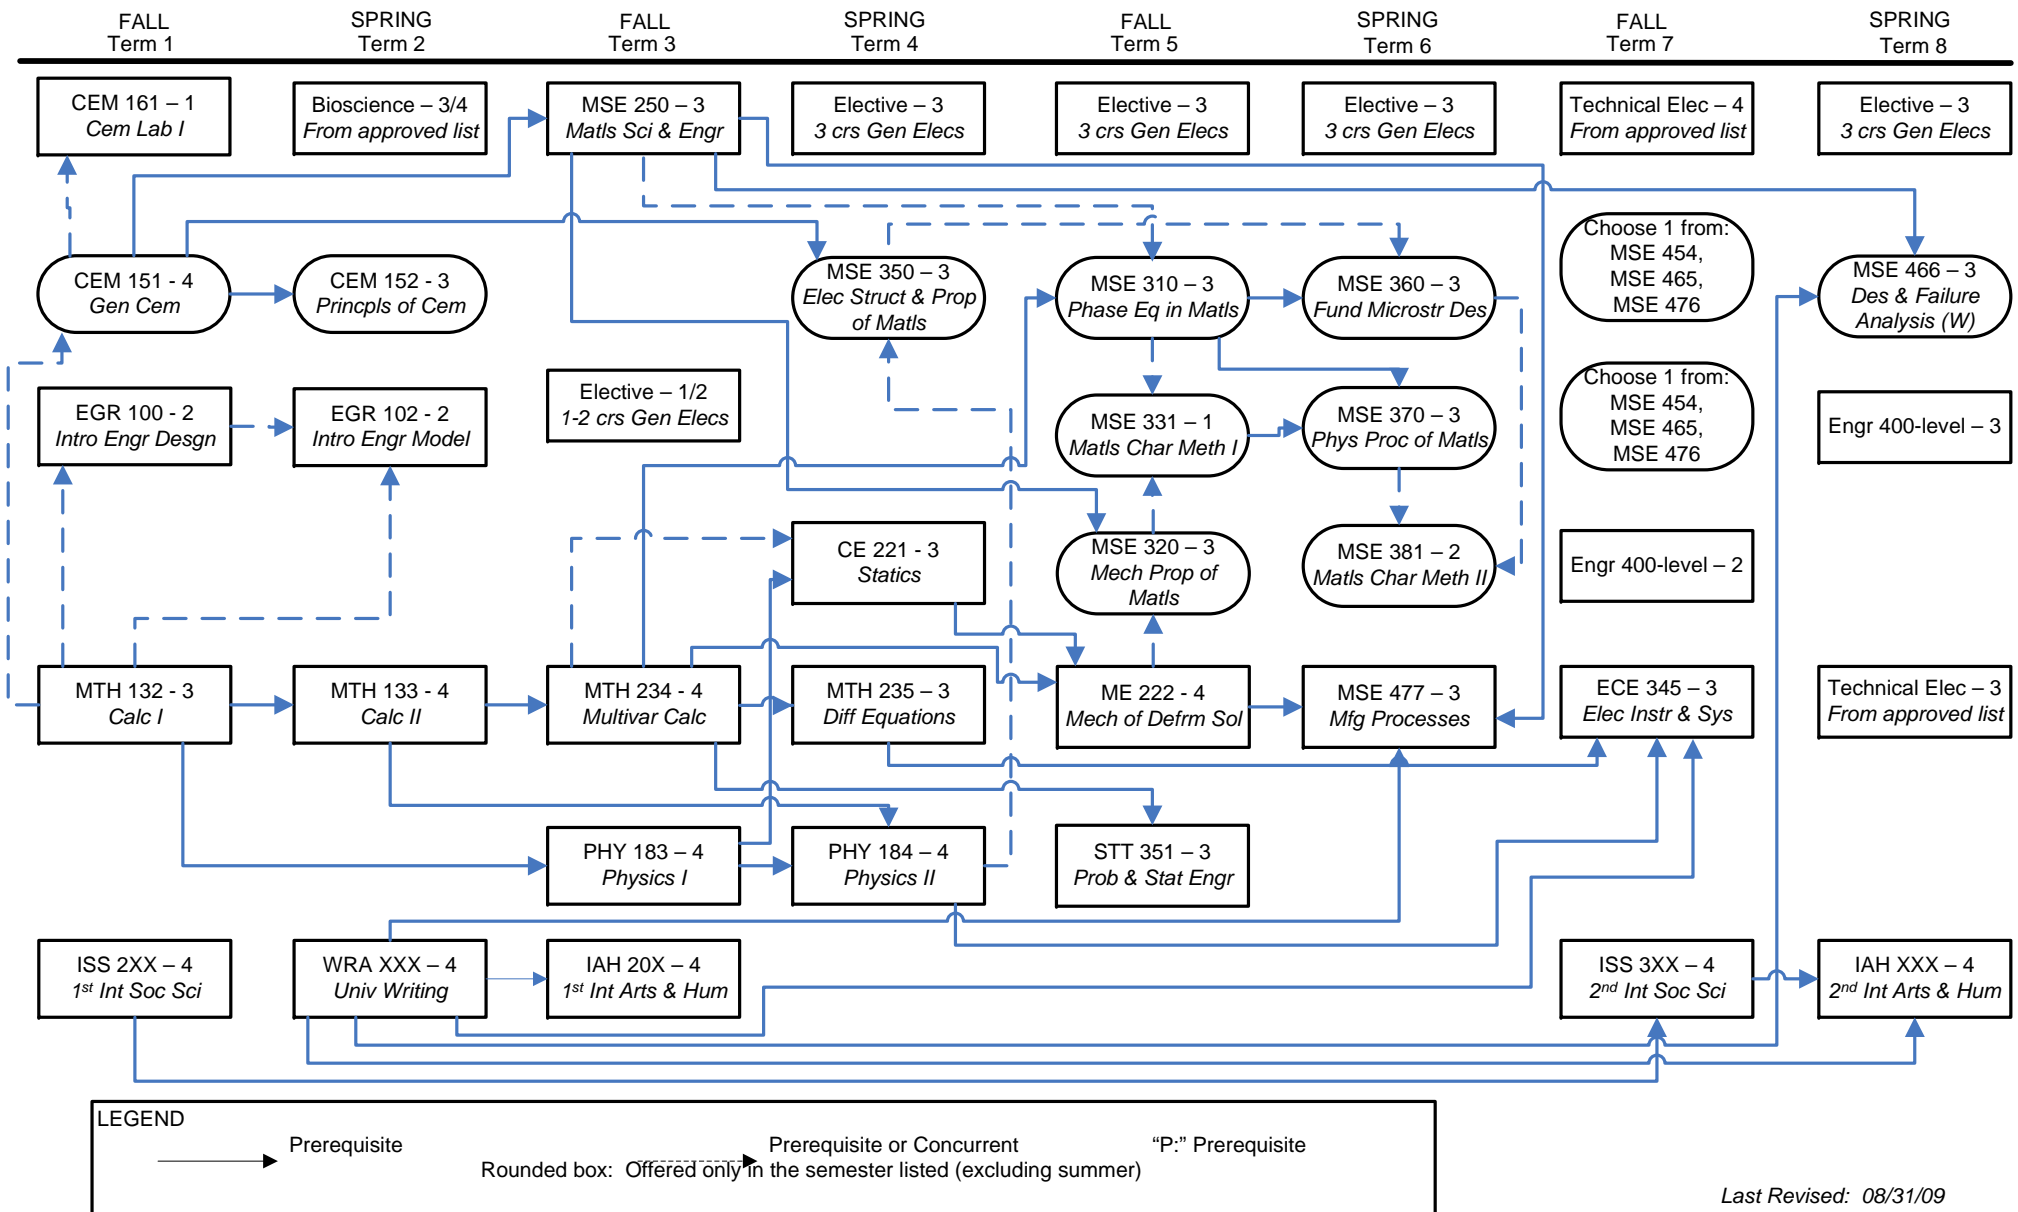 FALL
Term 1
SPRING
Term 2
FALL
Term 3
SPRING
Term 4
FALL
Term 5
SPRING
Term 6
FALL
Term 7
SPRING
Term 8
CEM 161 – 1
Cem Lab I
Bioscience – 3/4
From approved list
MSE 250 – 3
Matls Sci & Engr
Elective – 3
3 crs Gen Elecs
Elective – 3
3 crs Gen Elecs
Elective – 3
3 crs Gen Elecs
Technical Elec – 4
From approved list
Elective – 3
3 crs Gen Elecs
CEM 151 - 4
Gen Cem
CEM 152 - 3
Princpls of Cem
MSE 350 – 3
Elec Struct & Prop
of Matls
MSE 310 – 3
Phase Eq in Matls
MSE 360 – 3
Fund Microstr Des
Choose 1 from:
MSE 454,
MSE 465,
MSE 476
MSE 466 – 3
Des & Failure
Analysis (W)
EGR 100 - 2
Intro Engr Desgn
EGR 102 - 2
Intro Engr Model
Elective – 1/2
1-2 crs Gen Elecs
MSE 331 – 1
Matls Char Meth I
MSE 370 – 3
Phys Proc of Matls
Choose 1 from:
MSE 454,
MSE 465,
MSE 476
Engr 400-level – 3
CE 221 - 3
Statics
MSE 320 – 3
Mech Prop of
Matls
MSE 381 – 2
Matls Char Meth II
Engr 400-level – 2
MTH 132 - 3
Calc I
MTH 133 - 4
Calc II
MTH 234 - 4
Multivar Calc
MTH 235 – 3
Diff Equations
ME 222 - 4
Mech of Defrm Sol
MSE 477 – 3
Mfg Processes
ECE 345 – 3
Elec Instr & Sys
Technical Elec – 3
From approved list
PHY 183 – 4
Physics I
PHY 184 – 4
Physics II
STT 351 – 3
Prob & Stat Engr
ISS 2XX – 4
1st Int Soc Sci
WRA XXX – 4
Univ Writing
IAH 20X – 4
1st Int Arts & Hum
ISS 3XX – 4
2nd Int Soc Sci
IAH XXX – 4
2nd Int Arts & Hum
LEGEND
Prerequisite
Prerequisite or Concurrent
“P:” Prerequisite
Rounded box: Offered only in the semester listed (excluding summer)
Last Revised: 08/31/09